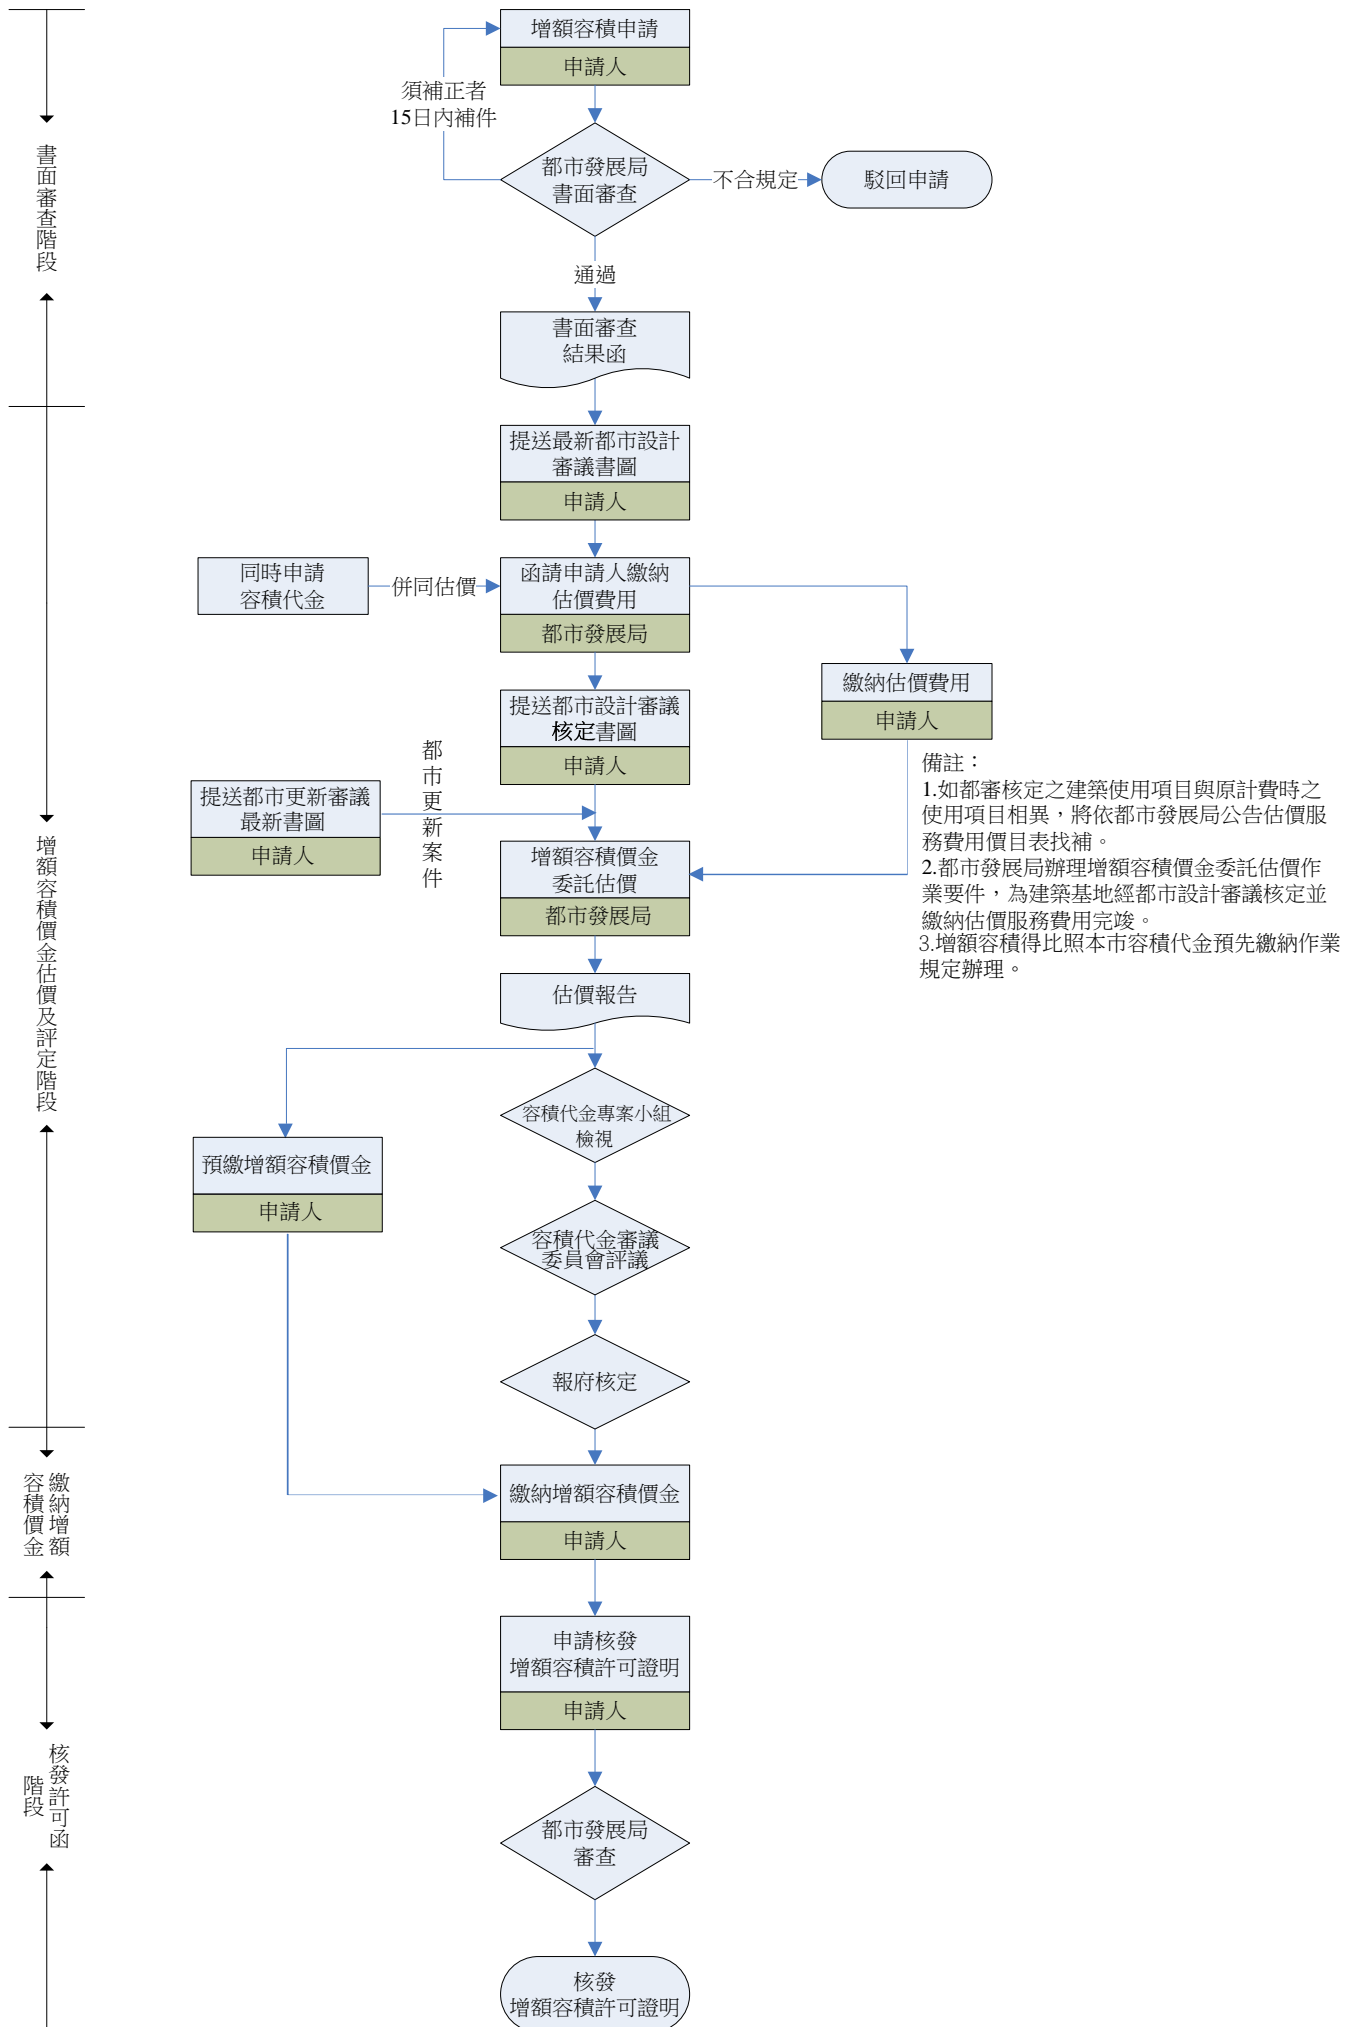 增額容積申請
申請人
須補正者
15日內補件
都市發展局
書面審查
不合規定
駁回申請
通過
書面審查
結果函
書面審查階段
提送最新都市設計
審議書圖
申請人
同時申請
容積代金
併同估價
函請申請人繳納
估價費用
都市發展局
繳納估價費用
申請人
提送都市設計審議
核定書圖
申請人
都市更新案件
提送都市更新審議
最新書圖
申請人
增額容積價金
委託估價
都市發展局
備註：
1.如都審核定之建築使用項目與原計費時之
使用項目相異，將依都市發展局公告估價服
務費用價目表找補。
2.都市發展局辦理增額容積價金委託估價作
業要件，為建築基地經都市設計審議核定並
繳納估價服務費用完竣。
3.增額容積得比照本市容積代金預先繳納作業
規定辦理。
估價報告
增額容積價金估價及評定階段
容積代金專案小組
檢視
預繳增額容積價金
申請人
容積代金審議
委員會評議
報府核定
繳納增額
容積價金
繳納增額容積價金
申請人
申請核發
增額容積許可證明
申請人
核發許可函
階段
都市發展局
審查
核發
增額容積許可證明